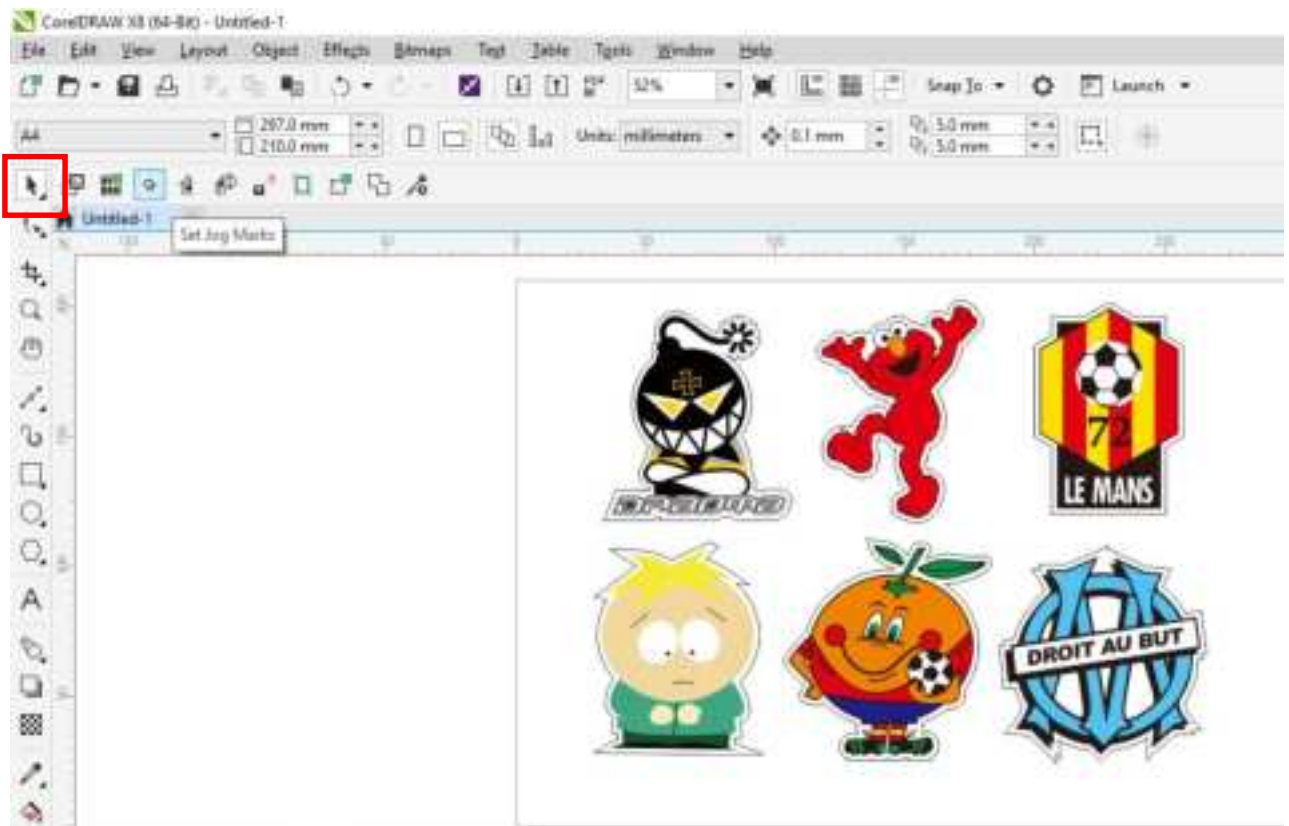 CorelDRAW X8 (64-Bit) - Untitled-1
File Edit View Layout Object Effects Bitmaps Text Table Tools Window Help
52% Snap To Launch
A4 297.0 mm 210.0 mm Units: millimeters 0.1 mm 5.0 mm 5.0 mm
Untitled-1
Set Jog Marks
72
LE MANS
DROIT AU BUT